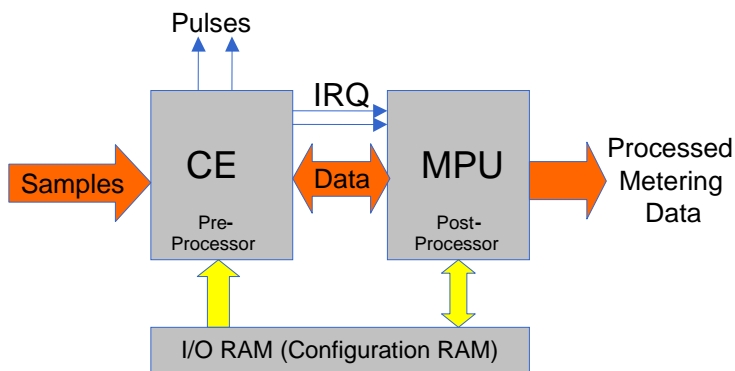 Pulses
IRQ
CE
Data
MPU
Samples
Processed
Metering
Data
Pre-
Processor
Post-
Processor
I/O RAM (Configuration RAM)